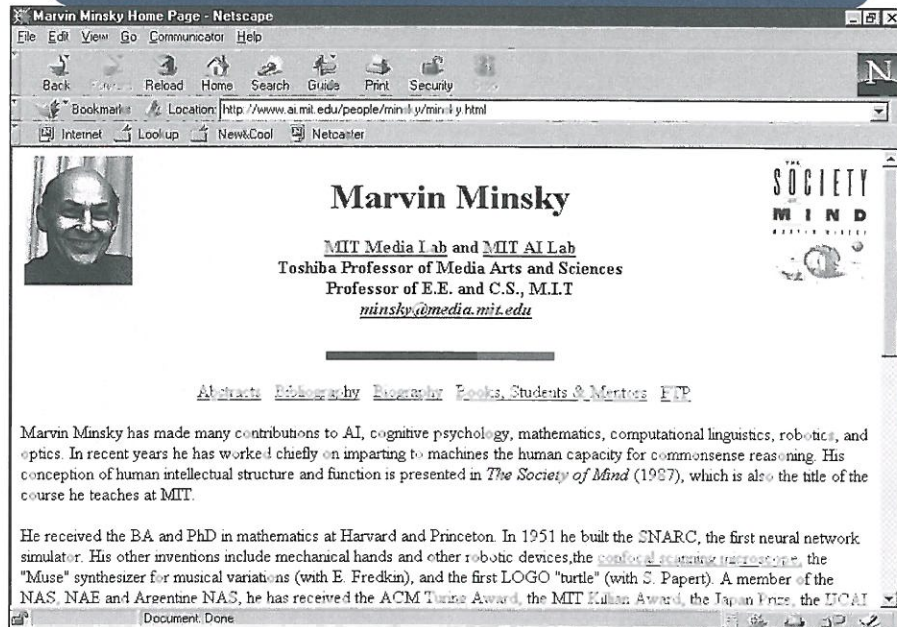 Marvin Minsky Home Page - Netscape
File Edit View Go Communicator Help
Back Forward Reload Home Search Guide Print Security Stop
N
Bookmarks Location: http://www.ai.mit.edu/people/minsky/minsky.html
Internet Lookup New&Cool Netcaster
THE
SOCIETY
OF
MIND
MARVIN MINSKY
Marvin Minsky
MIT Media Lab and MIT AI Lab
Toshiba Professor of Media Arts and Sciences
Professor of E.E. and C.S., M.I.T
minsky@media.mit.edu
Abstracts Bibliography Biography Books, Students & Mentors FTP
Marvin Minsky has made many contributions to AI, cognitive psychology, mathematics, computational linguistics, robotics, and
optics. In recent years he has worked chiefly on imparting to machines the human capacity for commonsense reasoning. His
conception of human intellectual structure and function is presented in The Society of Mind (1987), which is also the title of the
course he teaches at MIT.
He received the BA and PhD in mathematics at Harvard and Princeton. In 1951 he built the SNARC, the first neural network
simulator. His other inventions include mechanical hands and other robotic devices,the confocal scanning microscope, the
"Muse" synthesizer for musical variations (with E. Fredkin), and the first LOGO "turtle" (with S. Papert). A member of the
NAS, NAE and Argentine NAS, he has received the ACM Turing Award, the MIT Killian Award, the Japan Prize, the IJCAI
Document: Done